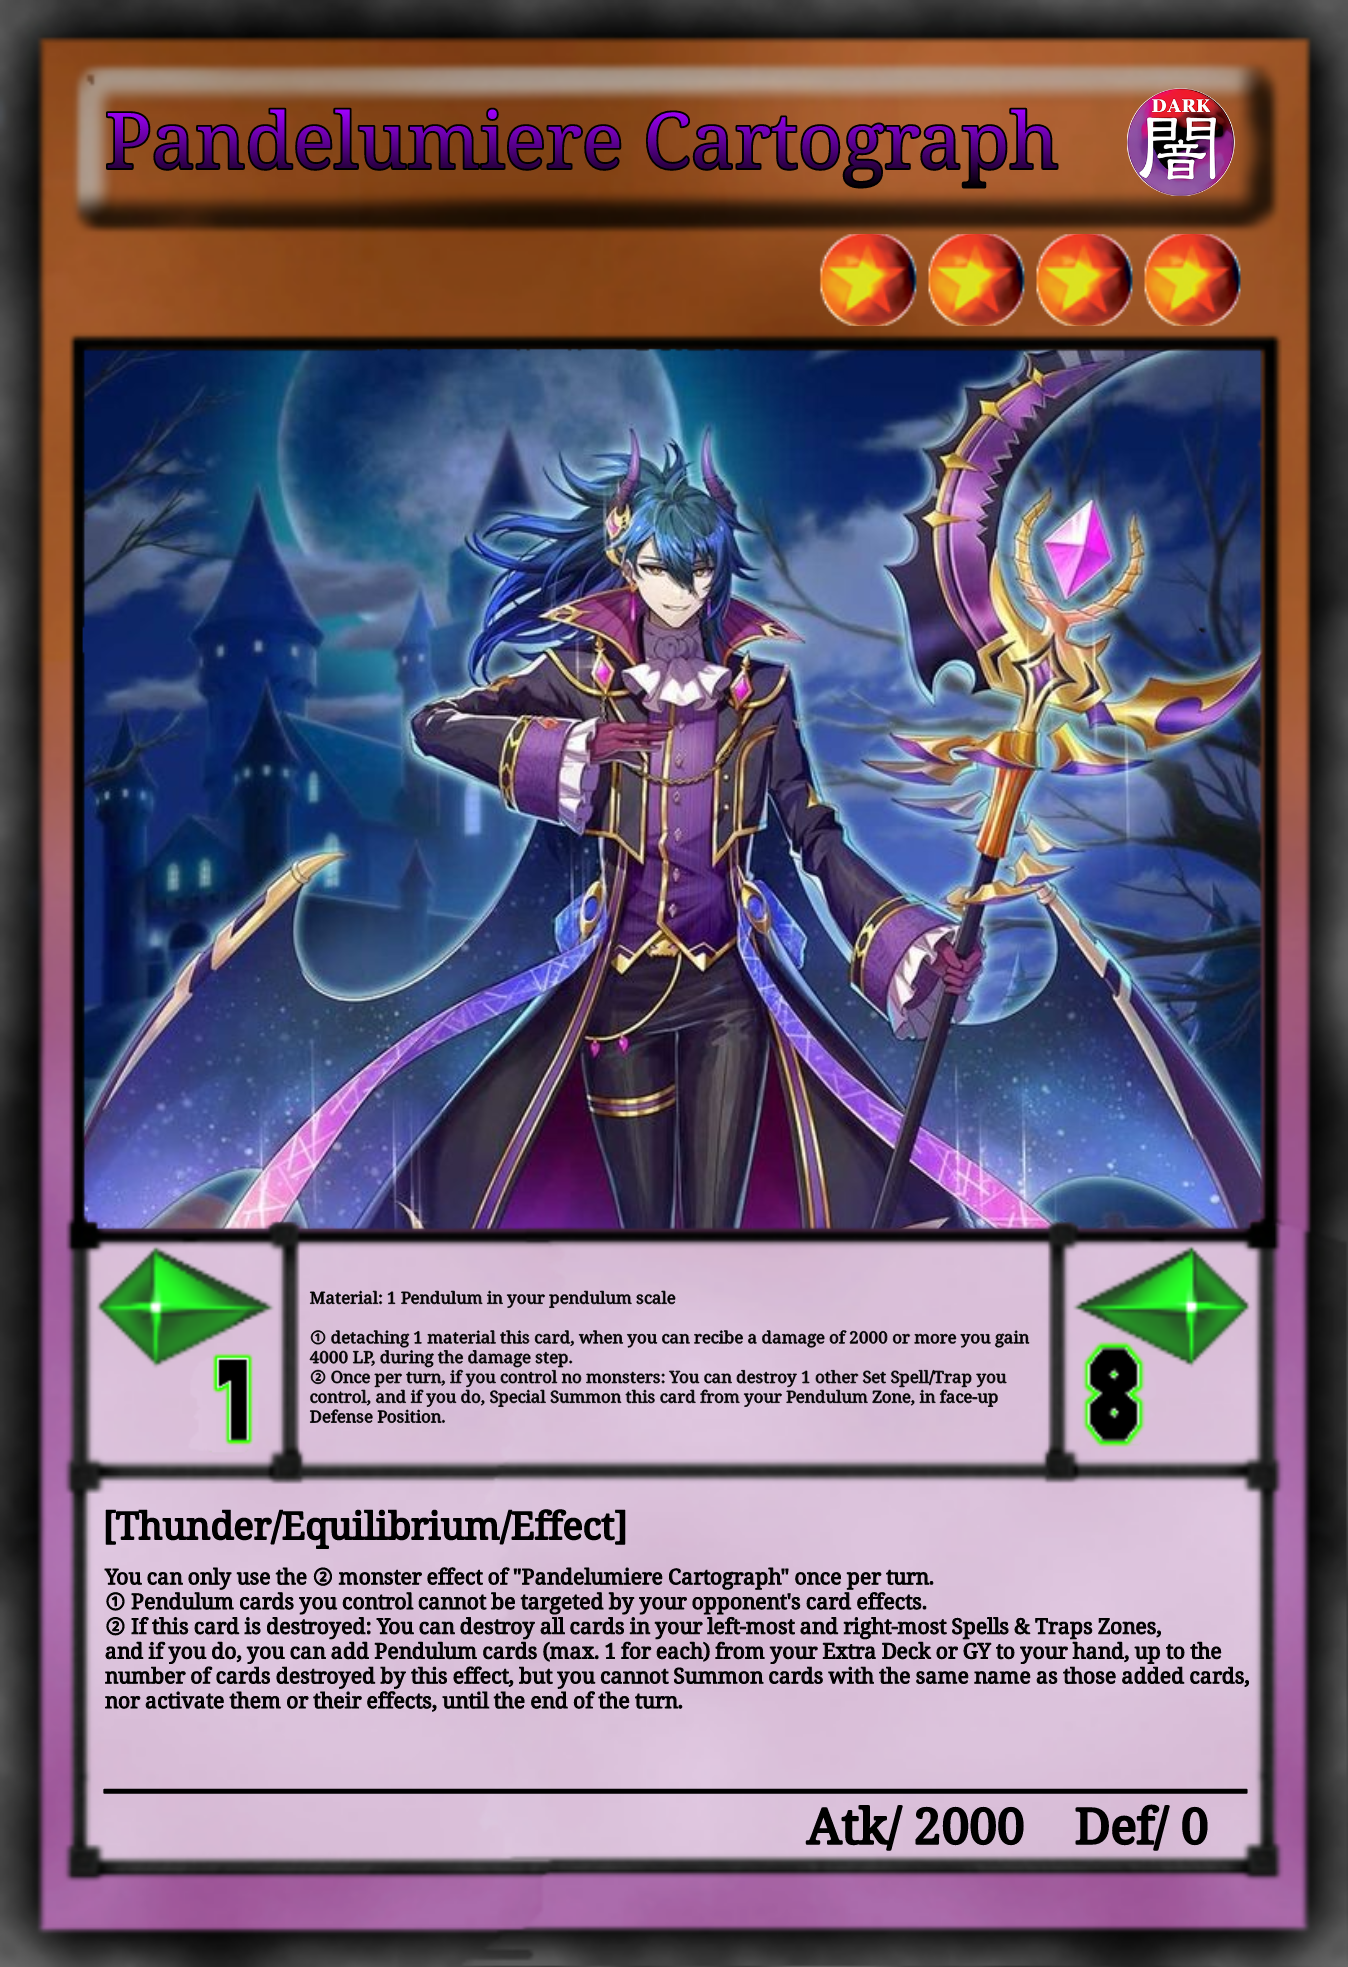 Pandelumiere Cartograph
DARK
闇
Material: 1 Pendulum in your pendulum scale
① detaching 1 material this card, when you can recibe a damage of 2000 or more you gain
4000 LP, during the damage step.
② Once per turn, if you control no monsters: You can destroy 1 other Set Spell/Trap you
control, and if you do, Special Summon this card from your Pendulum Zone, in face-up
Defense Position.
1
8
[Thunder/Equilibrium/Effect]
You can only use the ② monster effect of "Pandelumiere Cartograph" once per turn.
① Pendulum cards you control cannot be targeted by your opponent's card effects.
② If this card is destroyed: You can destroy all cards in your left-most and right-most Spells & Traps Zones,
and if you do, you can add Pendulum cards (max. 1 for each) from your Extra Deck or GY to your hand, up to the
number of cards destroyed by this effect, but you cannot Summon cards with the same name as those added cards,
nor activate them or their effects, until the end of the turn.
Atk/ 2000 Def/ 0